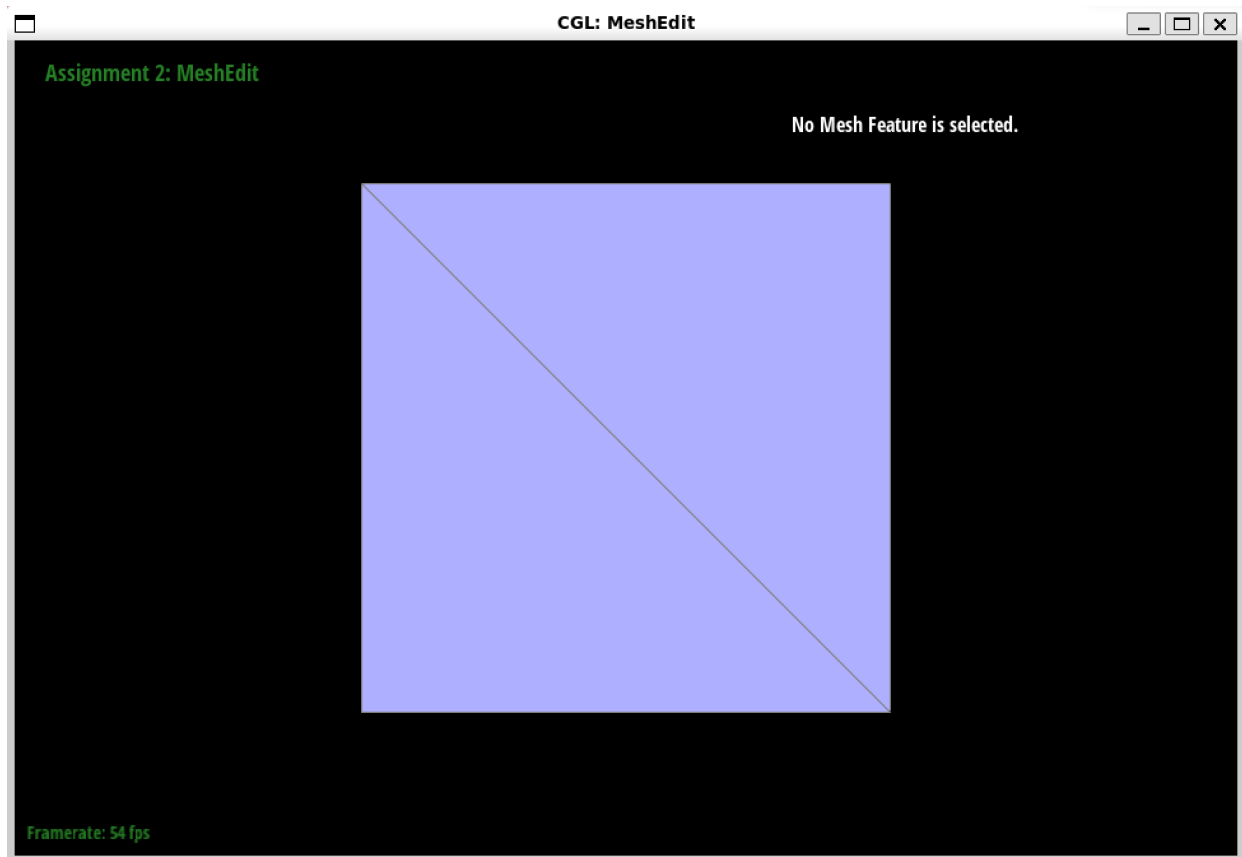 CGL: MeshEdit
Assignment 2: MeshEdit
No Mesh Feature is selected.
Framerate: 54 fps